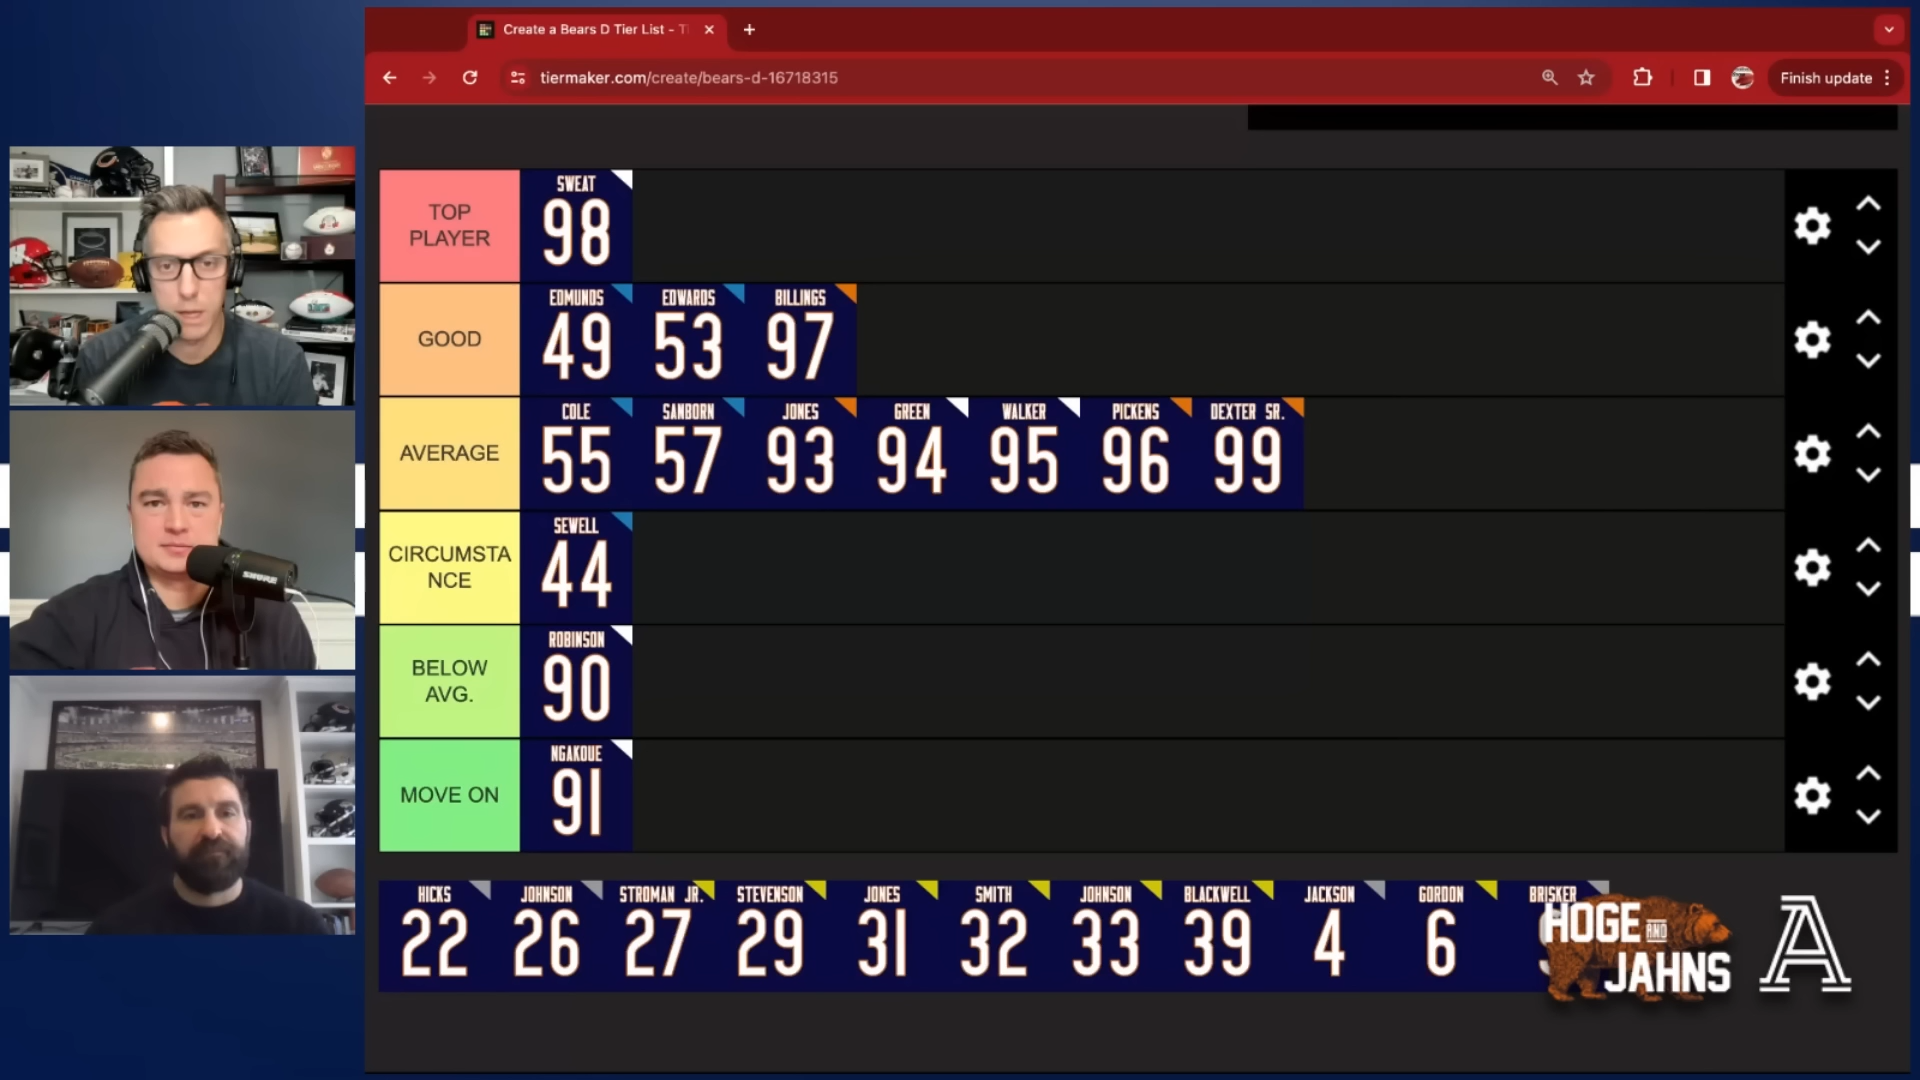 Create a Bears D Tier List - Ti
tiermaker.com/create/bears-d-16718315
Finish update
TOP
PLAYER
SWEAT
98
GOOD
EDMUNDS EDWARDS BILLINGS
49 53 97
AVERAGE
COLE SANBORN JONES GREEN WALKER PICKENS DEXTER SR.
55 57 93 94 95 96 99
CIRCUMSTA
NCE
SEWELL
44
BELOW
AVG.
ROBINSON
90
MOVE ON
NGAKOUE
91
HICKS JOHNSON STROMAN JR. STEVENSON JONES SMITH JOHNSON BLACKWELL JACKSON GORDON BRISKER
22 26 27 29 31 32 33 39 4 6
HOGE AND
JAHNS
A
SHURE